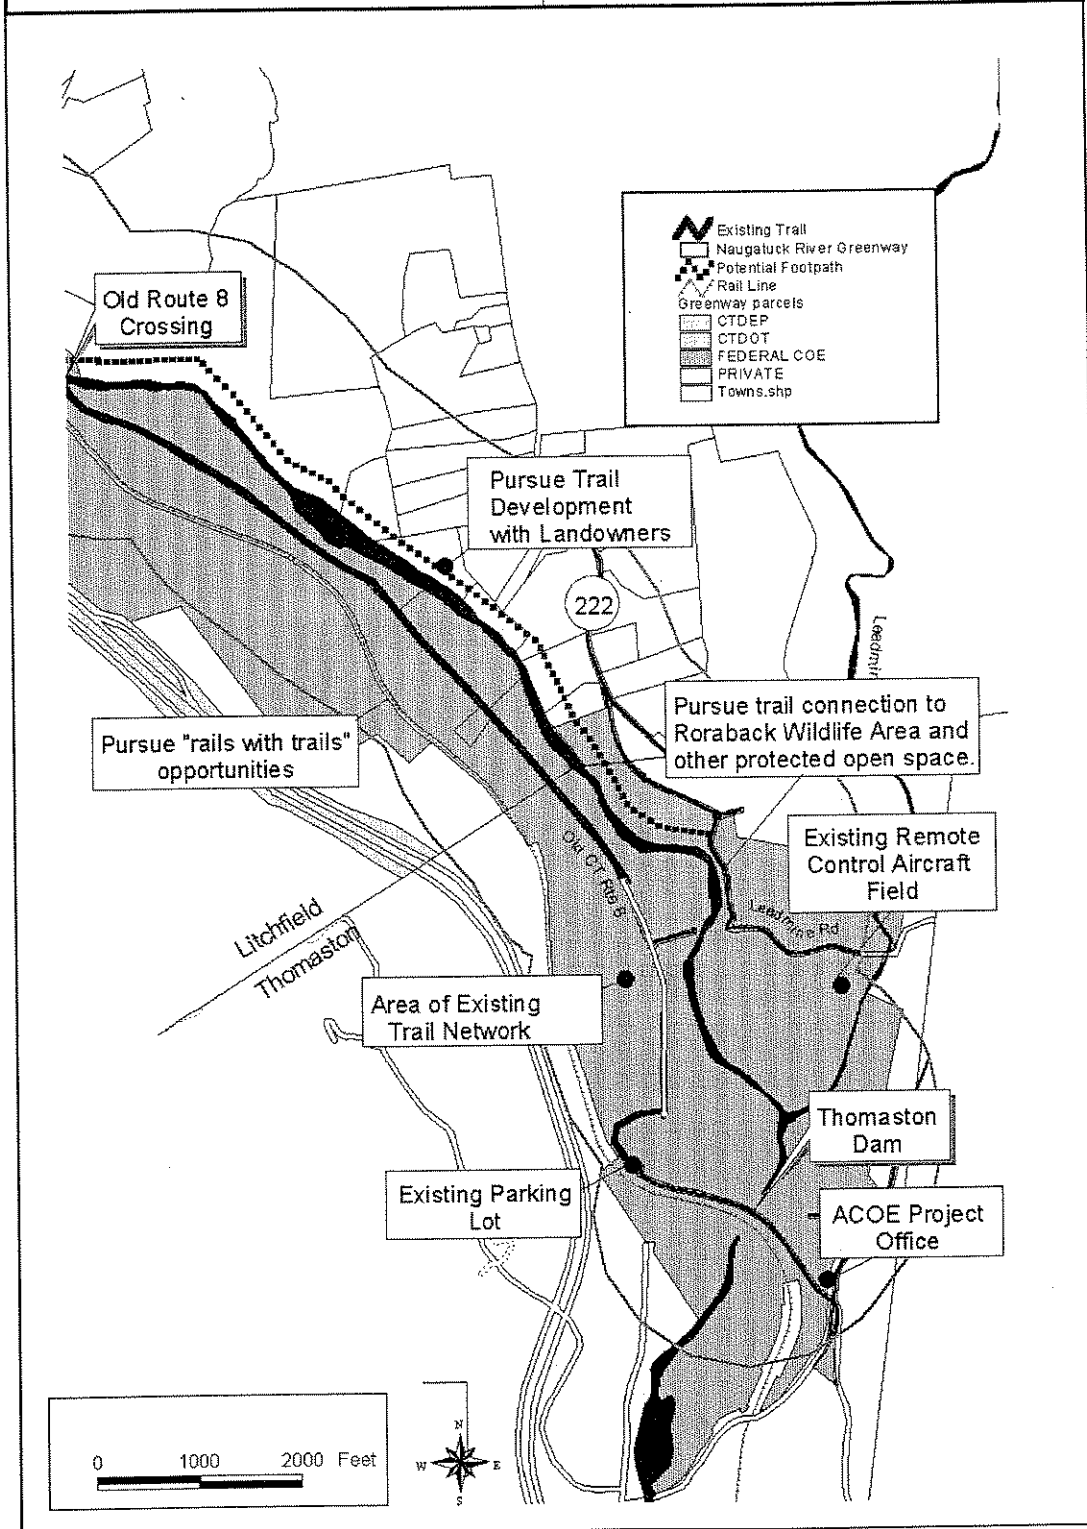 Existing Trail
Naugatuck River Greenway
Potential Footpath
Rail Line
Greenway parcels
CTDEP
CTDOT
FEDERAL COE
PRIVATE
Towns.shp
Old Route 8
Crossing
Pursue Trail
Development
with Landowners
222
Pursue "rails with trails"
opportunities
Pursue trail connection to
Roraback Wildlife Area and
other protected open space.
Existing Remote
Control Aircraft
Field
Old CT Rte 8
Leadmine Rd
Litchfield
Thomaston
Area of Existing
Trail Network
Thomaston
Dam
Existing Parking
Lot
ACOE Project
Office
0 1000 2000 Feet
N
W E
S